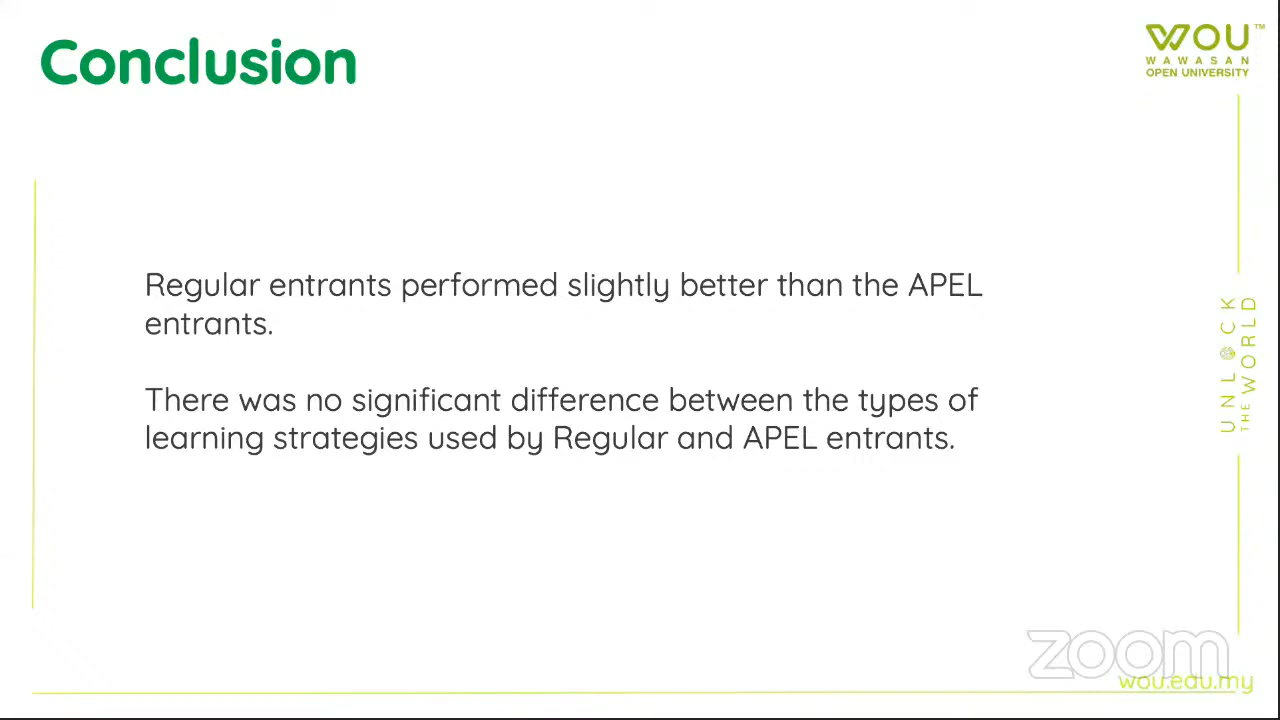 Conclusion
WOU™
WAWASAN
OPEN UNIVERSITY
Regular entrants performed slightly better than the APEL
entrants.
There was no significant difference between the types of
learning strategies used by Regular and APEL entrants.
UNLOCK
THE WORLD
zoom
wou.edu.my